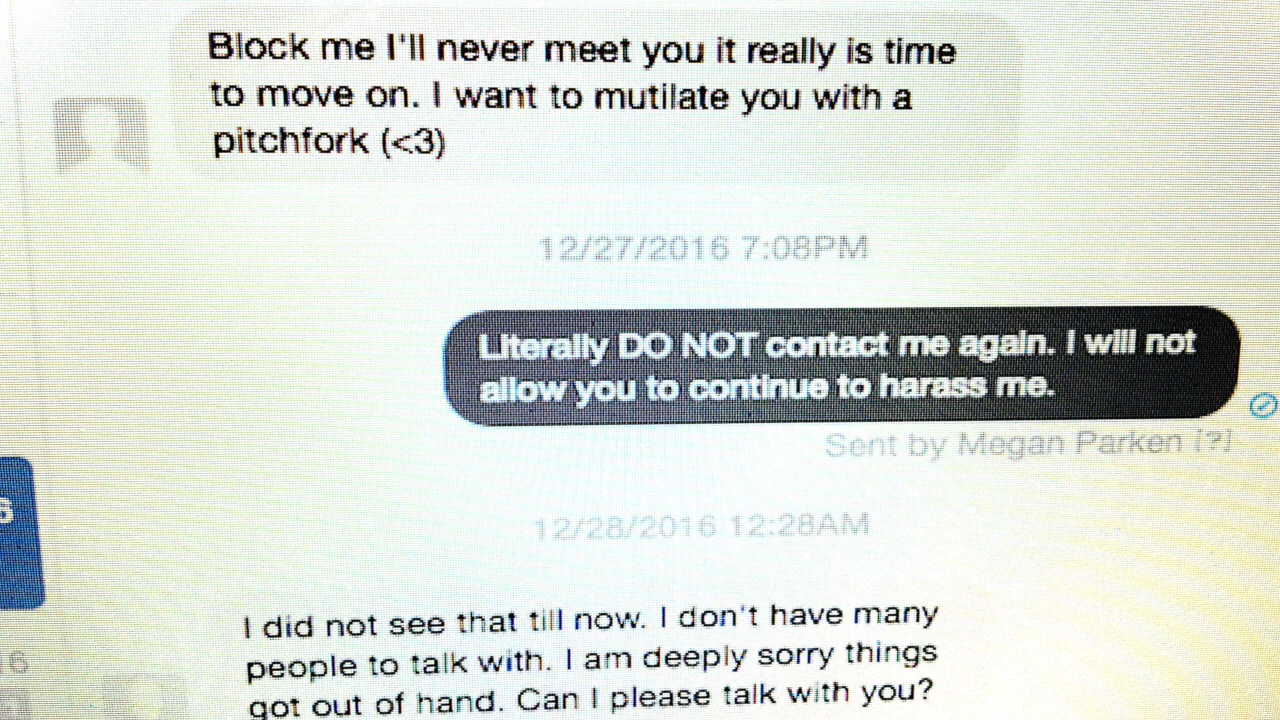 Block me I'll never meet you it really is time
to move on. I want to mutilate you with a
pitchfork (<3)
12/27/2016 7:08PM
Literally DO NOT contact me again. I will not
allow you to continue to harass me.
Sent by Megan Parken [?]
12/28/2016 12:28AM
I did not see that till now. I don't have many
people to talk with. I am deeply sorry things
got out of hand. Can I please talk with you?